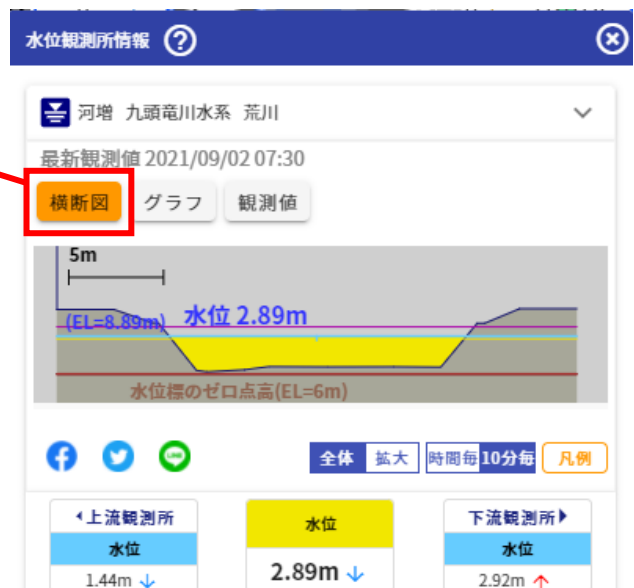 水位観測所情報 ?
河増 九頭竜川水系 荒川
最新観測値 2021/09/02 07:30
横断図 グラフ 観測値
5m
(EL=8.89m) 水位 2.89m
水位標のゼロ点高(EL=6m)
全体 拡大 時間毎 10分毎 凡例
上流観測所 水位 下流観測所
水位 水位
1.44m ↓ 2.89m ↓ 2.92m ↑